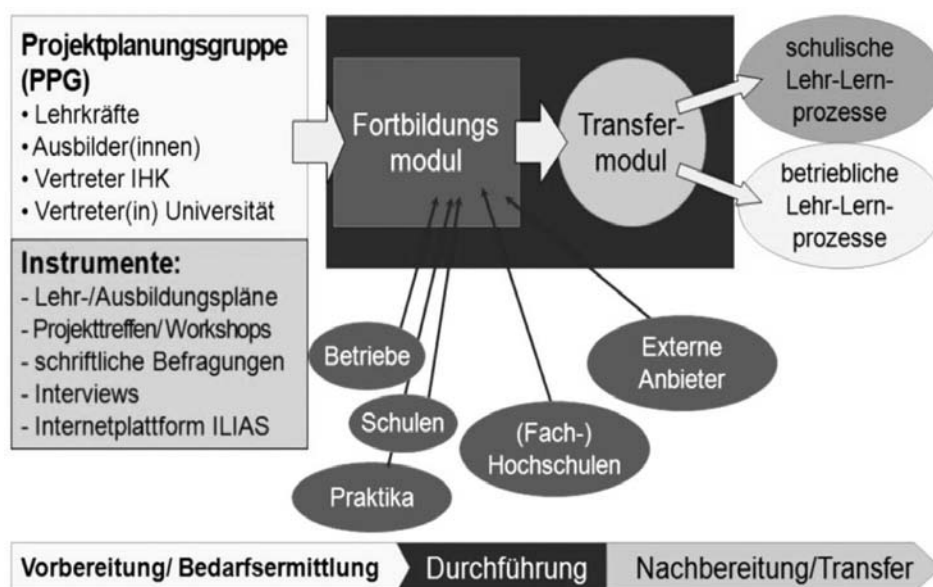 Projektplanungsgruppe
(PPG)
• Lehrkräfte
• Ausbilder(innen)
• Vertreter IHK
• Vertreter(in) Universität
Instrumente:
- Lehr-/Ausbildungspläne
- Projekttreffen/ Workshops
- schriftliche Befragungen
- Interviews
- Internetplattform ILIAS
Fortbildungs
modul
Transfer-
modul
schulische
Lehr-Lern-
prozesse
betriebliche
Lehr-Lern-
prozesse
Betriebe
Schulen
Praktika
(Fach-)
Hochschulen
Externe
Anbieter
Vorbereitung/ Bedarfsermittlung
Durchführung
Nachbereitung/Transfer